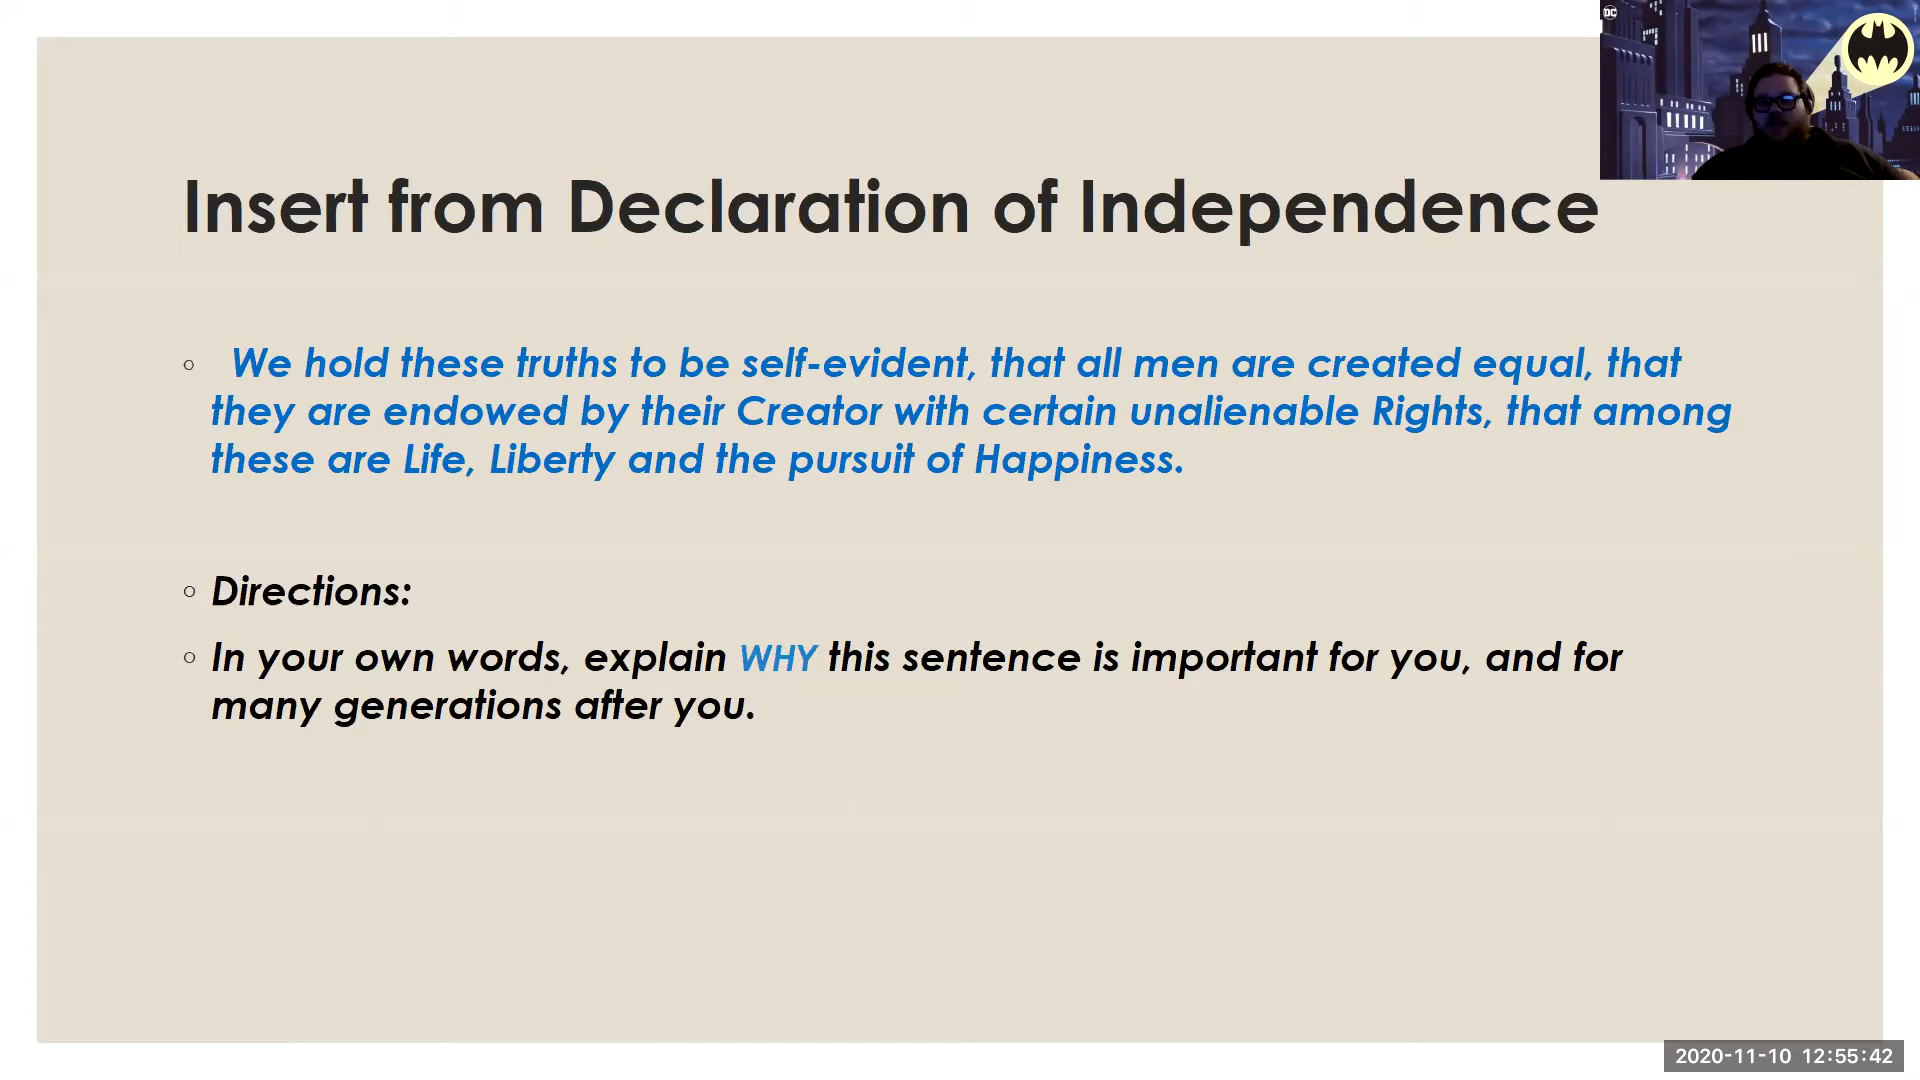 DC
Insert from Declaration of Independence
We hold these truths to be self-evident, that all men are created equal, that
they are endowed by their Creator with certain unalienable Rights, that among
these are Life, Liberty and the pursuit of Happiness.
Directions:
In your own words, explain WHY this sentence is important for you, and for
many generations after you.
2020-11-10 12:55:42